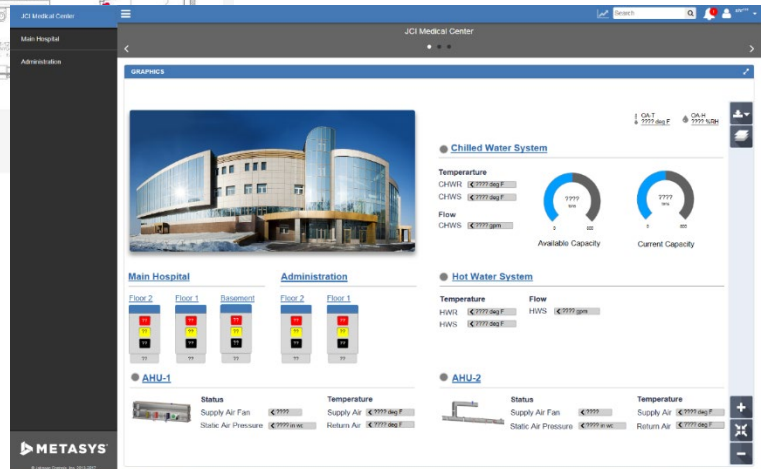 JCI Medical Center
Search
Main Hospital
JCI Medical Center
Administration
GRAPHICS
OA-T
???? deg F
OA-H
???? %RH
Chilled Water System
Temperarture
CHWR ???? deg F
CHWS ???? deg F
Flow
CHWS ???? gpm
????
????
Available Capacity
Current Capacity
Main Hospital
Administration
Floor 2 Floor 1 Basement Floor 2 Floor 1
?? ?? ?? ?? ??
?? ?? ?? ?? ??
?? ?? ?? ?? ??
?? ?? ?? ?? ??
Hot Water System
Temperature Flow
HWR ???? deg F HWS ???? gpm
HWS ???? deg F
AHU-1
Status Temperature
Supply Air Fan ???? Supply Air ???? deg F
Static Air Pressure ???? in wc Return Air ???? deg F
AHU-2
Status Temperature
Supply Air Fan ???? Supply Air ???? deg F
Static Air Pressure ???? in wc Return Air ???? deg F
METASYS